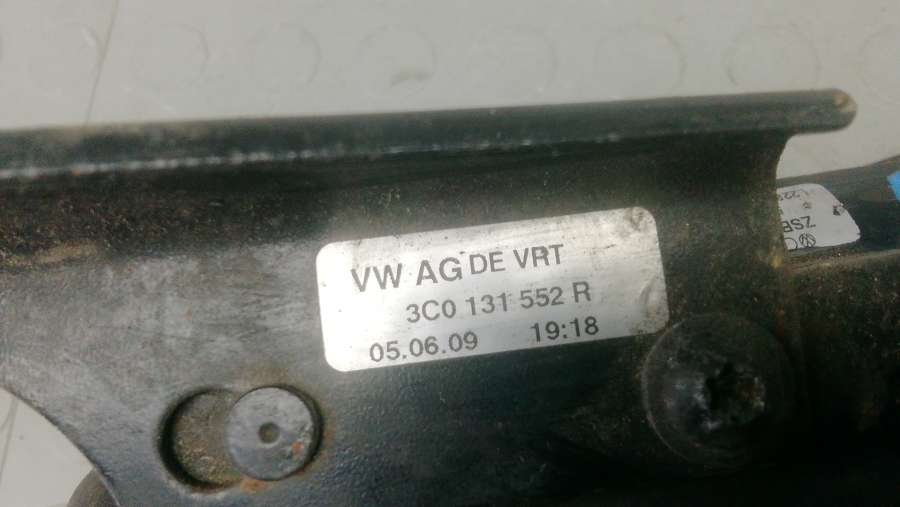 VW AG DE VRT
3C0 131 552 R
05.06.09 19:18